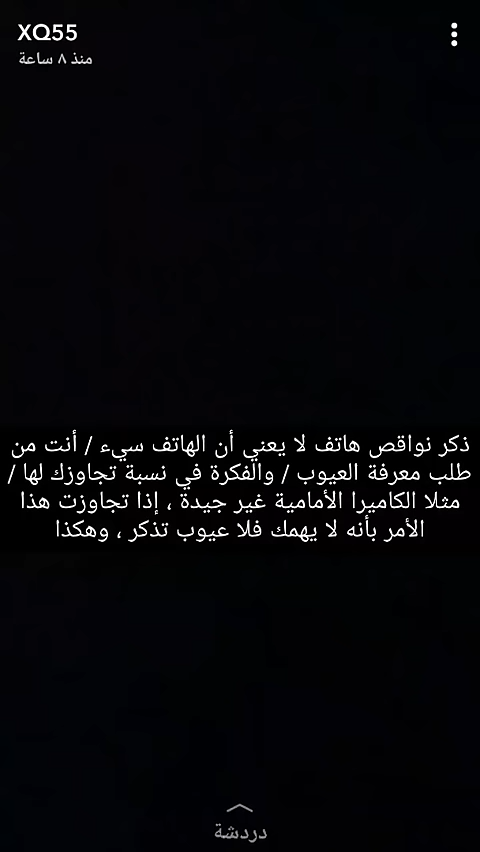 XQ55
منذ ٨ ساعة
ذكر نواقص هاتف لا يعني أن الهاتف سيء / أنت من
طلب معرفة العيوب / والفكرة في نسبة تجاوزك لها /
مثلا الكاميرا الأمامية غير جيدة ، إذا تجاوزت هذا
الأمر بأنه لا يهمك فلا عيوب تذكر ، وهكذا
دردشة